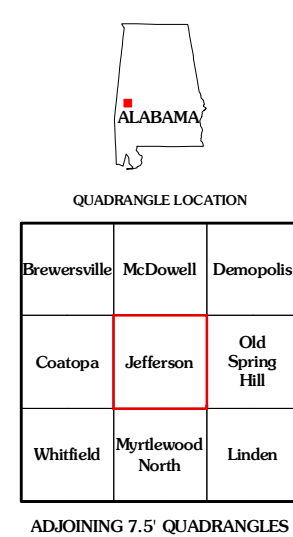 ALABAMA
QUADRANGLE LOCATION
Brewersville McDowell Demopolis
Coatopa Jefferson Old
Spring
Hill
Whitfield Myrtlewood
North Linden
ADJOINING 7.5' QUADRANGLES